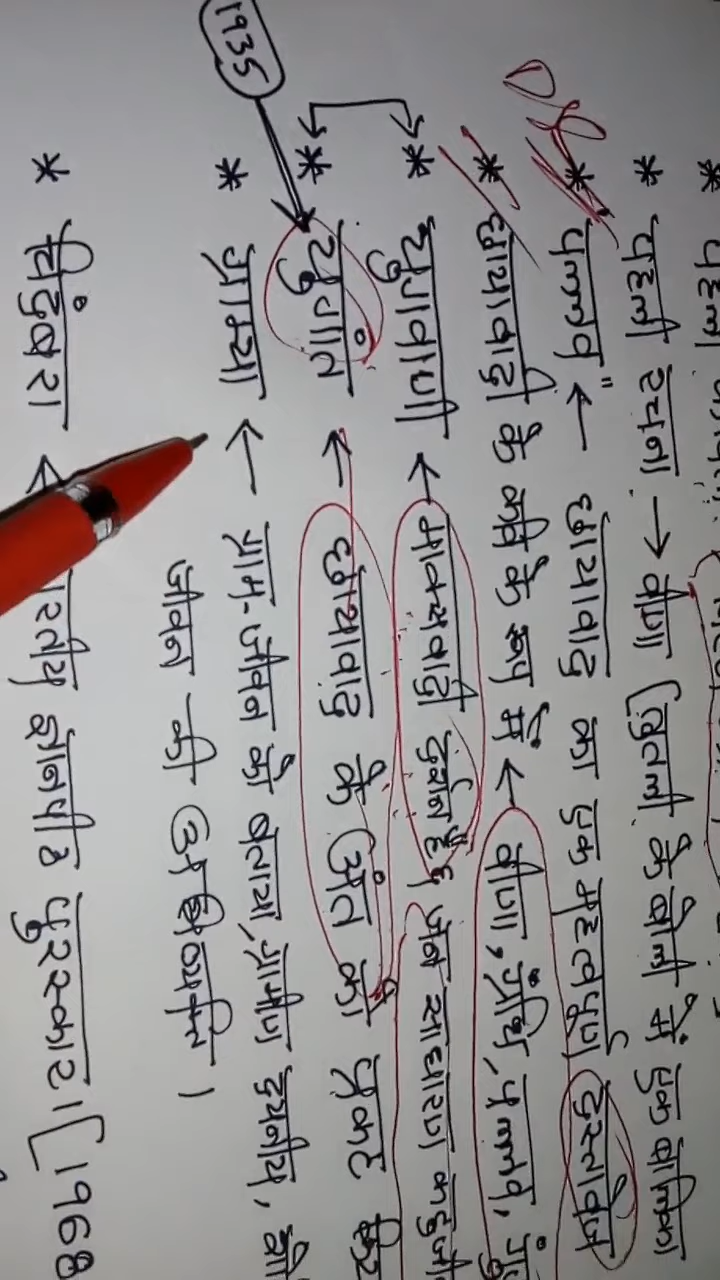 * पहली रचना → वीणा (तुतली के बोली में एक बालिका
* पल्लव" ← छायावाद का एक महत्वपूर्ण दस्तावेज
* छायावादी के कवि के रूप में ← वीणा, ग्रंथि, पल्लव,
* युगवाणी ← मार्क्सवादी दर्शन हैं जन साधारण
1935
* युगांत ← छायावाद के अंत का प्रकट
* ग्राम्या ← ग्राम-जीवन को बताया, ग्रामीण दयनीय,
जीवन की अभिव्यक्ति ।
* चिदंबरा ← ज्ञानपीठ पुरस्कार। [1968